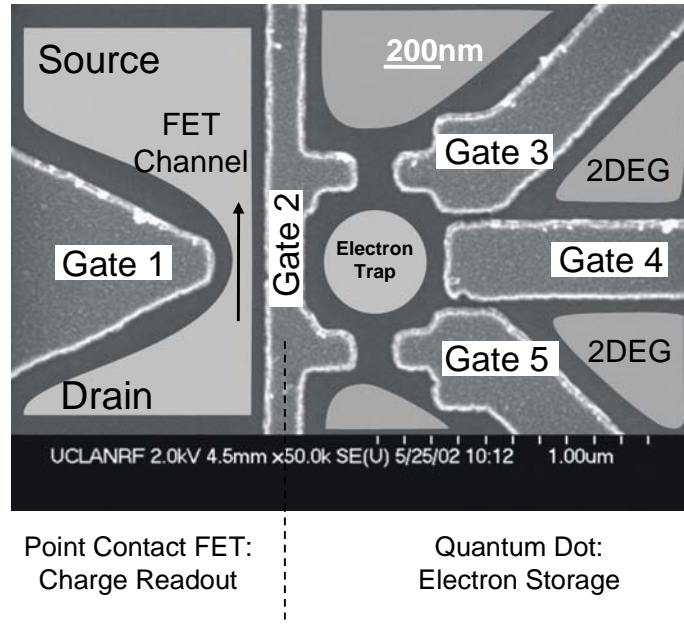 Source
200nm
FET
Channel
Gate 3
2DEG
Gate 2
Gate 1
Electron
Trap
Gate 4
Gate 5
2DEG
Drain
UCLANRF 2.0kV 4.5mm x50.0k SE(U) 5/25/02 10:12 1.00um
Point Contact FET:
Charge Readout
Quantum Dot:
Electron Storage